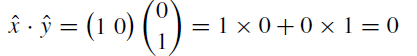 x̂ · ŷ = (1 0) (0 1) = 1 × 0 + 0 × 1 = 0